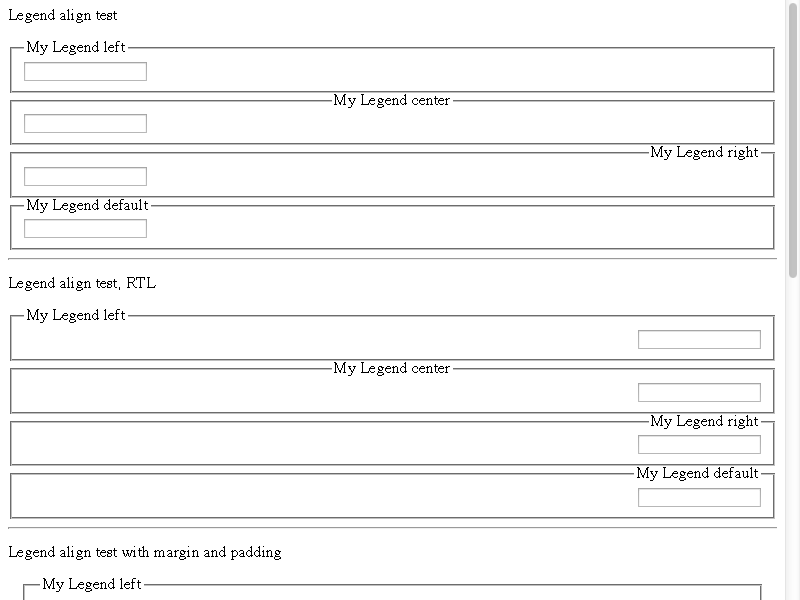 Legend align test
My Legend left
My Legend center
My Legend right
My Legend default
Legend align test, RTL
My Legend left
My Legend center
My Legend right
My Legend default
Legend align test with margin and padding
My Legend left